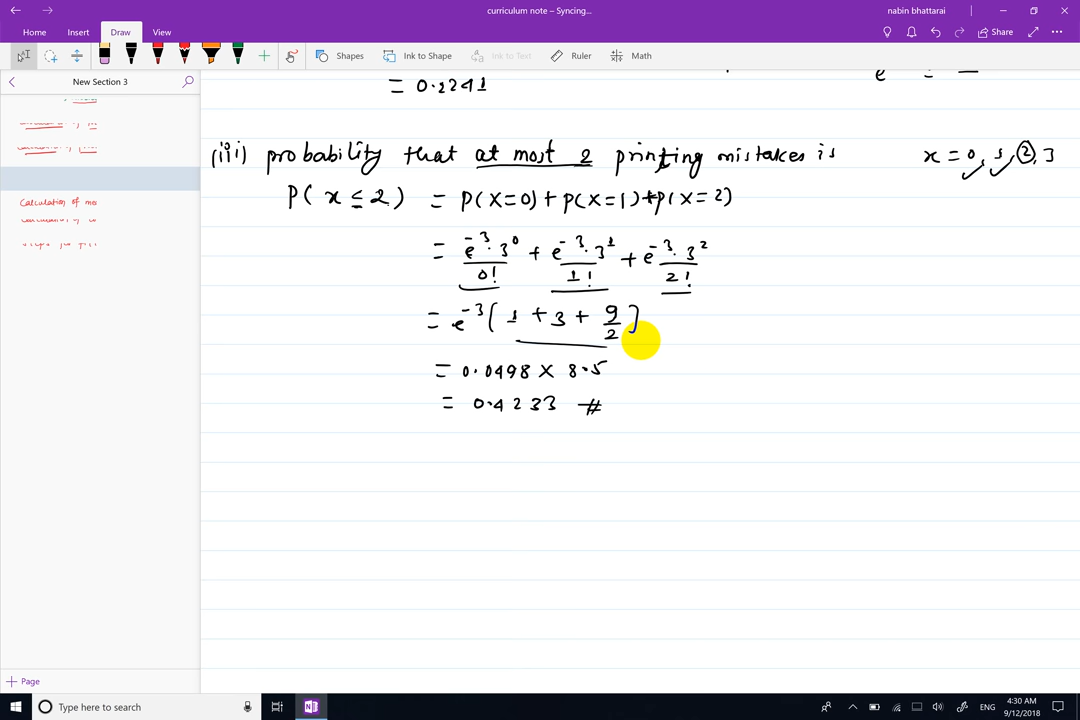 curriculum note – Syncing...
nabin bhattarai
Home Insert Draw View
Share
Shapes Ink to Shape Ink to Text Ruler Math
New Section 3
= 0.2241
(iii) probability that at most 2 printing mistakes is
x = 0, 1, 2, 3
P( x ≤ 2 ) = P(X=0) + P(X=1) + P(X=2)
= e⁻³·3⁰/0! + e⁻³·3¹/1! + e⁻³·3²/2!
= e⁻³( 1 + 3 + 9/2 ]
= 0.0498 × 8.5
= 0.4233 #
Calculation of me
+ Page
Type here to search
ENG
4:30 AM
9/12/2018